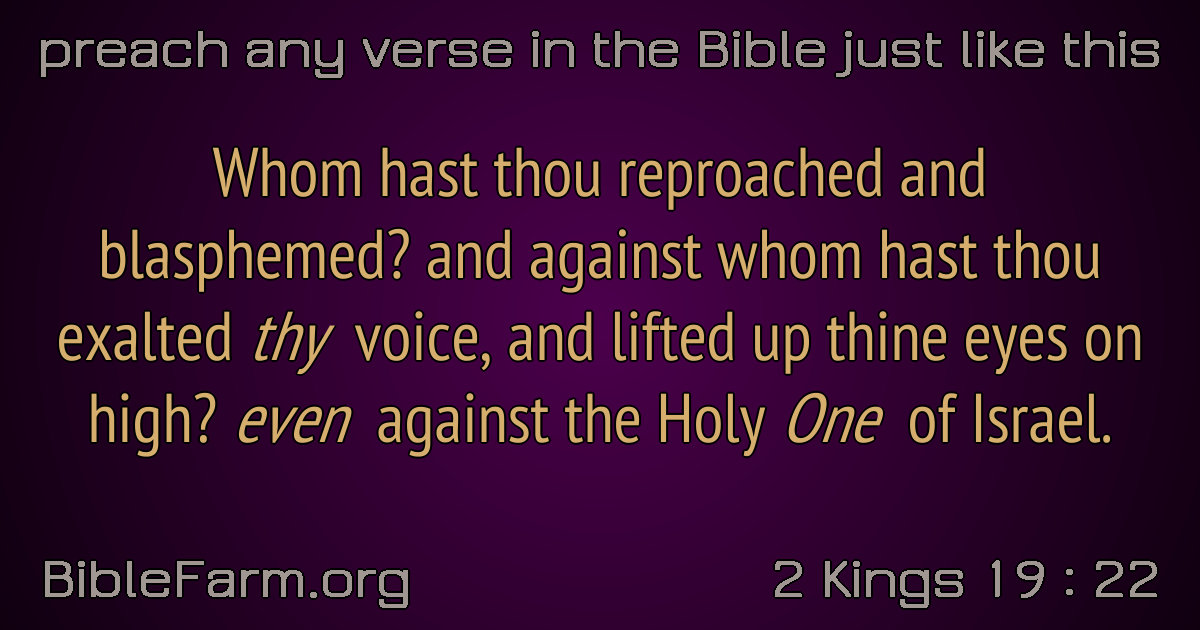 preach any verse in the Bible just like this
Whom hast thou reproached and
blasphemed? and against whom hast thou
exalted thy voice, and lifted up thine eyes on
high? even against the Holy One of Israel.
BibleFarm.org
2 Kings 19 : 22